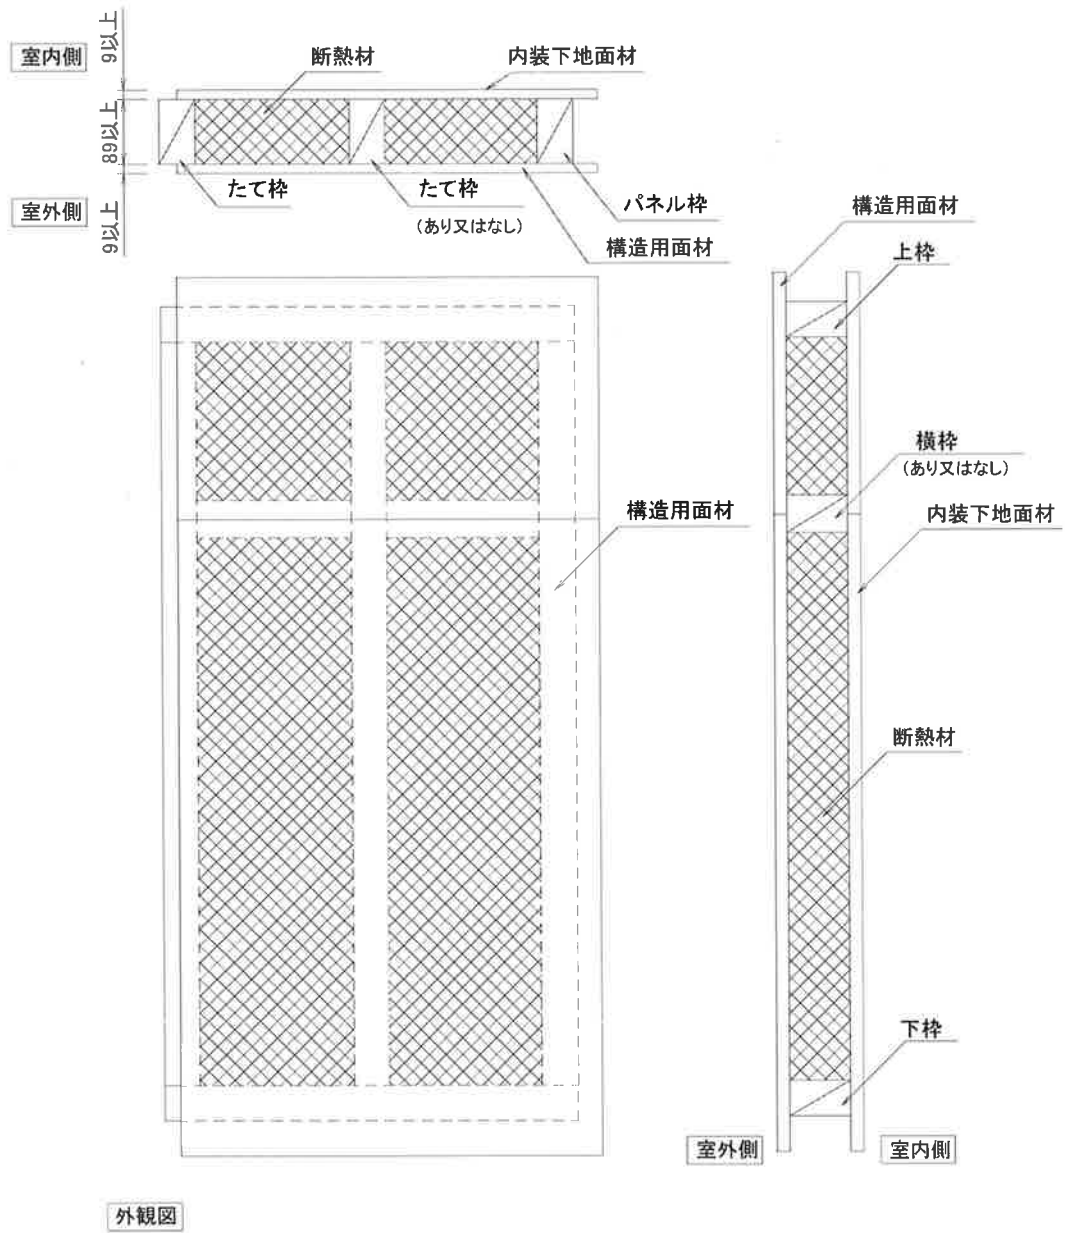 室内側
9以上
断熱材
内装下地面材
89以上
たて枠
たて枠
(あり又はなし)
パネル枠
構造用面材
室外側
9以上
構造用面材
上枠
横枠
(あり又はなし)
構造用面材
内装下地面材
断熱材
下枠
室外側
室内側
外観図